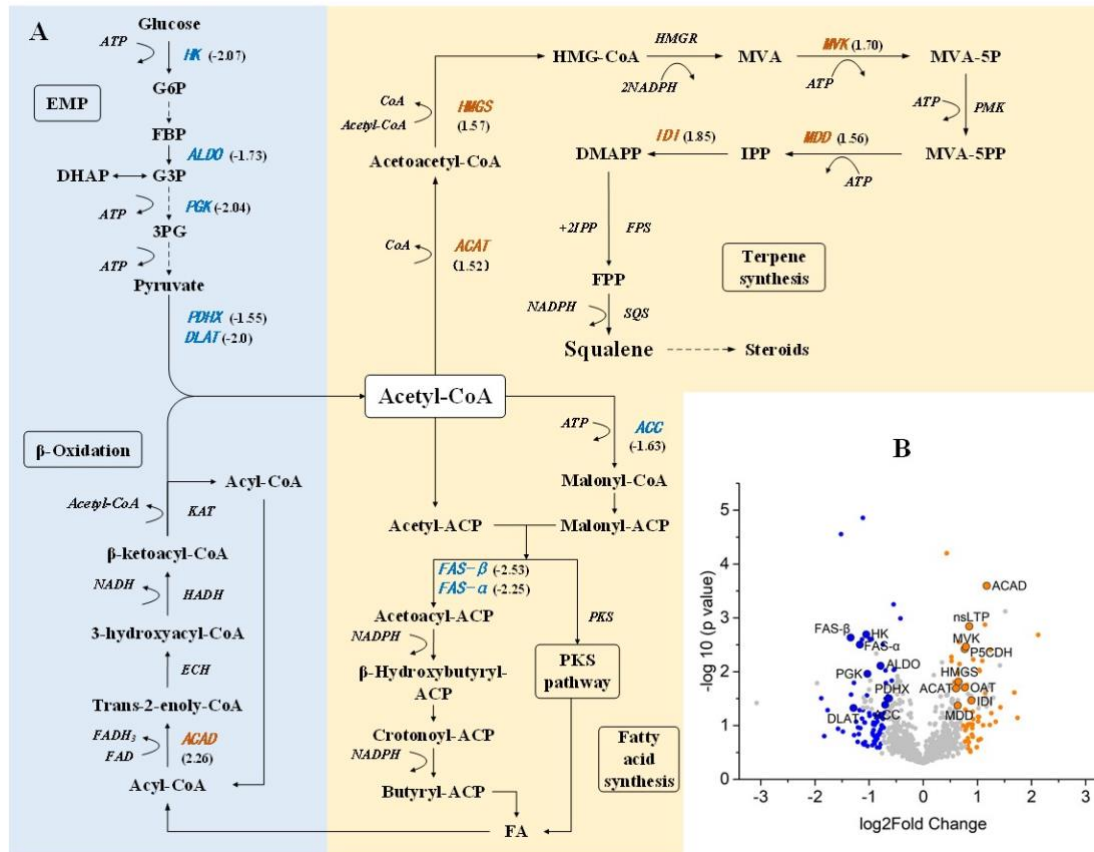 A
Glucose
ATP
HK (-2.07)
G6P
EMP
FBP
ALDO (-1.73)
DHAP
G3P
PGK (-2.04)
ATP
3PG
ATP
Pyruvate
PDHX (-1.55)
DLAT (-2.0)
β-Oxidation
Acyl-CoA
Acetyl-CoA
KAT
β-ketoacyl-CoA
NADH
HADH
3-hydroxyacyl-CoA
ECH
Trans-2-enoly-CoA
FADH₃
FAD
ACAD
(2.26)
Acyl-CoA
HMG-CoA
HMGR
2NADPH
MVA
MVK (1.70)
ATP
MVA-5P
CoA
Acetyl-CoA
HMGS
(1.57)
ATP
PMK
Acetoacetyl-CoA
DMAPP
IDI (1.85)
IPP
MDD (1.56)
ATP
MVA-5PP
CoA
ACAT
(1.52)
+2IPP
FPS
Terpene
synthesis
FPP
NADPH
SQS
Squalene
Steroids
Acetyl-CoA
ATP
ACC
(-1.63)
Malonyl-CoA
Acetyl-ACP
Malonyl-ACP
FAS-β (-2.53)
FAS-α (-2.25)
Acetoacyl-ACP
PKS
NADPH
β-Hydroxybutyryl-
ACP
PKS
pathway
Crotonoyl-ACP
NADPH
Butyryl-ACP
Fatty
acid
synthesis
FA
B
5
4
3
2
1
0
-log 10 (p value)
ACAD
nsLTP
FAS-β
HK
FAS-α
MVK
P5CDH
ALDO
PGK
HMGS
PDHX
ACAT
OAT
IDI
DLAT
ACC
MDD
-3
-2
-1
0
1
2
3
log2Fold Change